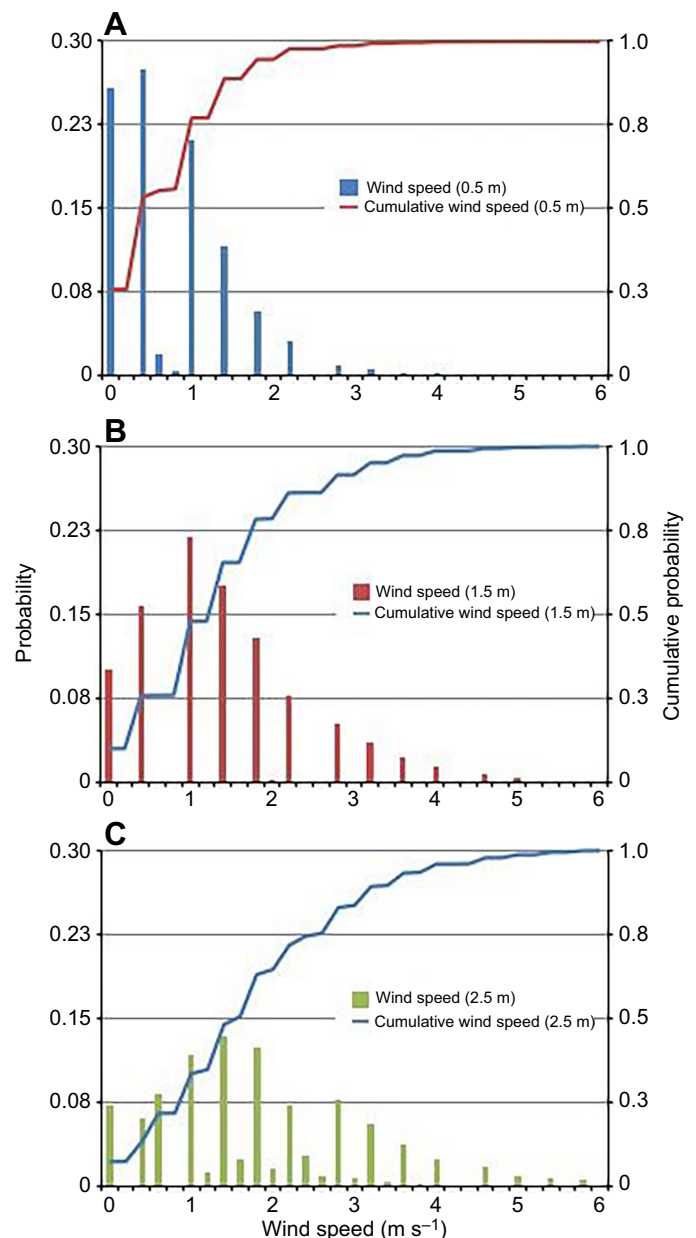 A
0.30
1.0
0.23
0.8
Wind speed (0.5 m)
0.15
Cumulative wind speed (0.5 m)
0.5
0.08
0.3
0
0
0 1 2 3 4 5 6
B
0.30
1.0
0.23
0.8
Wind speed (1.5 m)
0.15
Cumulative wind speed (1.5 m)
0.5
0.08
0.3
0
0
0 1 2 3 4 5 6
Probability
Cumulative probability
C
0.30
1.0
0.23
0.8
Wind speed (2.5 m)
0.15
Cumulative wind speed (2.5 m)
0.5
0.08
0.3
0
0
0 1 2 3 4 5 6
Wind speed (m s⁻¹)